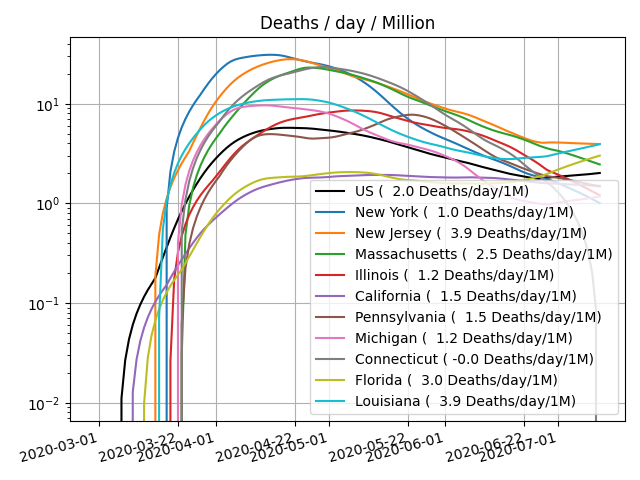 Deaths / day / Million
10¹
10⁰
10⁻¹
10⁻²
US (  2.0 Deaths/day/1M)
New York (  1.0 Deaths/day/1M)
New Jersey (  3.9 Deaths/day/1M)
Massachusetts (  2.5 Deaths/day/1M)
Illinois (  1.2 Deaths/day/1M)
California (  1.5 Deaths/day/1M)
Pennsylvania (  1.5 Deaths/day/1M)
Michigan (  1.2 Deaths/day/1M)
Connecticut ( -0.0 Deaths/day/1M)
Florida (  3.0 Deaths/day/1M)
Louisiana (  3.9 Deaths/day/1M)
2020-03-01
2020-03-22
2020-04-01
2020-04-22
2020-05-01
2020-05-22
2020-06-01
2020-06-22
2020-07-01